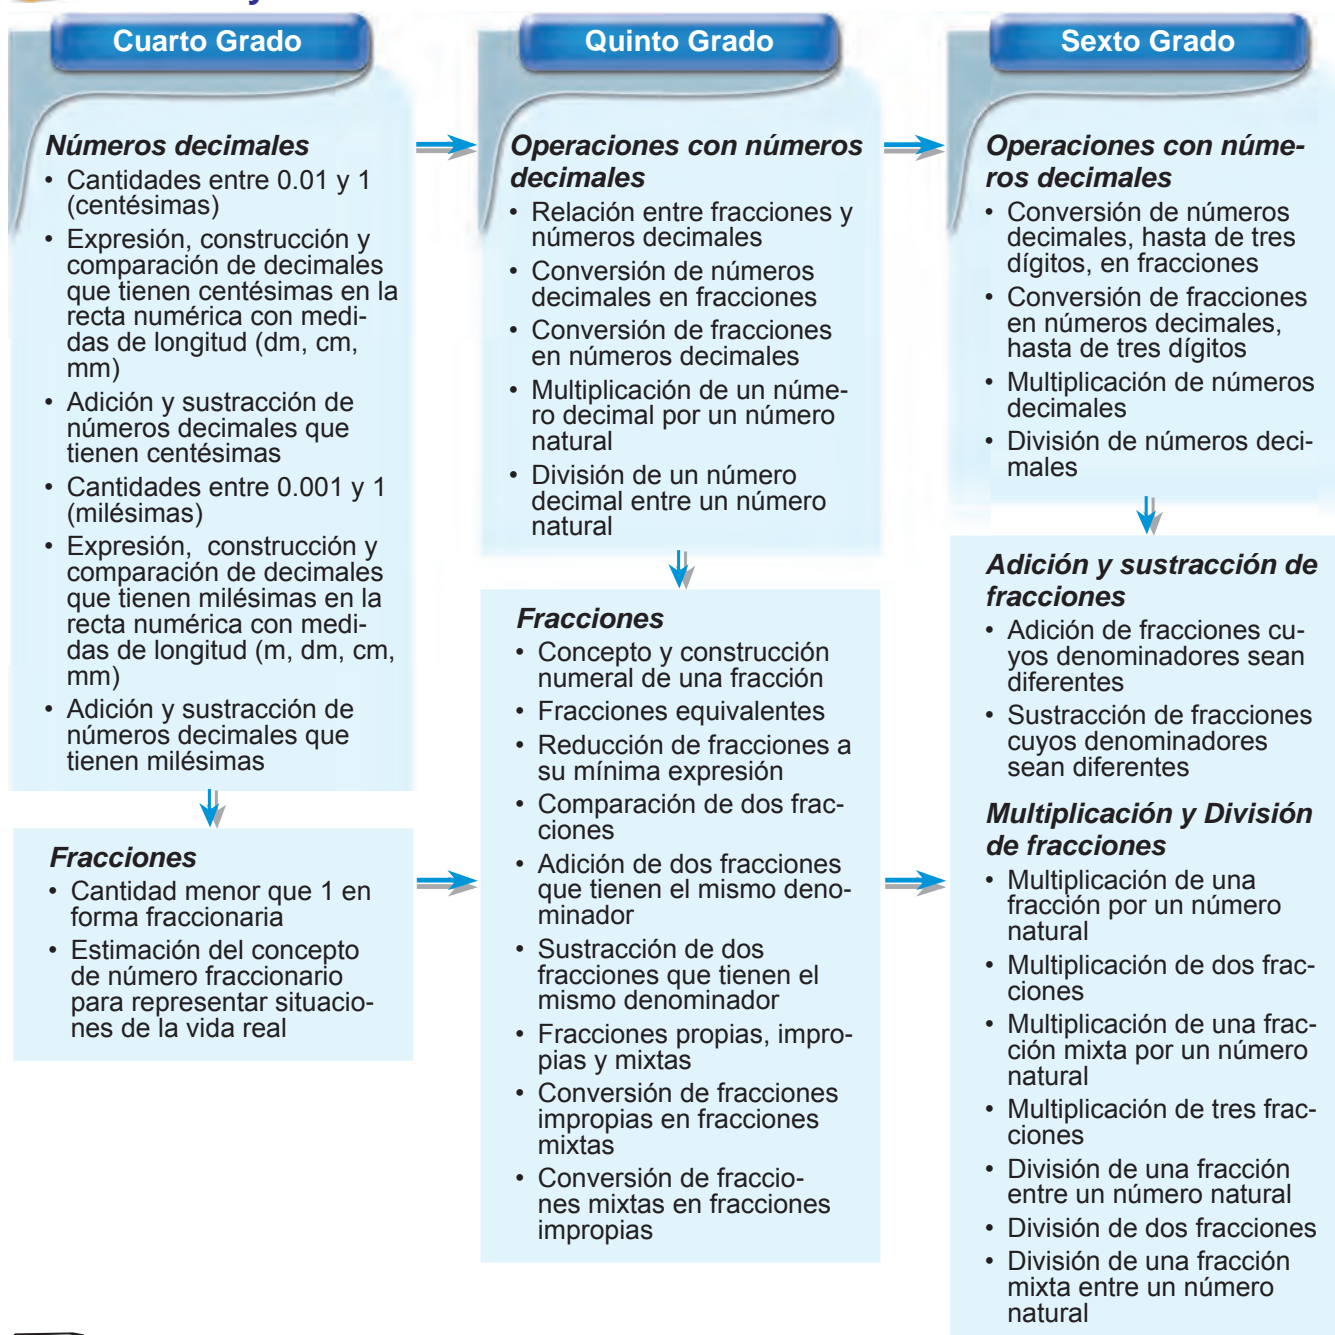 Cuarto Grado
Números decimales
• Cantidades entre 0.01 y 1
(centésimas)
• Expresión, construcción y
comparación de decimales
que tienen centésimas en la
recta numérica con medi-
das de longitud (dm, cm,
mm)
• Adición y sustracción de
números decimales que
tienen centésimas
• Cantidades entre 0.001 y 1
(milésimas)
• Expresión, construcción y
comparación de decimales
que tienen milésimas en la
recta numérica con medi-
das de longitud (m, dm, cm,
mm)
• Adición y sustracción de
números decimales que
tienen milésimas
Fracciones
• Cantidad menor que 1 en
forma fraccionaria
• Estimación del concepto
de número fraccionario
para representar situacio-
nes de la vida real
Quinto Grado
Operaciones con números
decimales
• Relación entre fracciones y
números decimales
• Conversión de números
decimales en fracciones
• Conversión de fracciones
en números decimales
• Multiplicación de un núme-
ro decimal por un número
natural
• División de un número
decimal entre un número
natural
Fracciones
• Concepto y construcción
numeral de una fracción
• Fracciones equivalentes
• Reducción de fracciones a
su mínima expresión
• Comparación de dos frac-
ciones
• Adición de dos fracciones
que tienen el mismo deno-
minador
• Sustracción de dos
fracciones que tienen el
mismo denominador
• Fracciones propias, impro-
pias y mixtas
• Conversión de fracciones
impropias en fracciones
mixtas
• Conversión de fraccio-
nes mixtas en fracciones
impropias
Sexto Grado
Operaciones con núme-
ros decimales
• Conversión de números
decimales, hasta de tres
dígitos, en fracciones
• Conversión de fracciones
en números decimales,
hasta de tres dígitos
• Multiplicación de números
decimales
• División de números deci-
males
Adición y sustracción de
fracciones
• Adición de fracciones cu-
yos denominadores sean
diferentes
• Sustracción de fracciones
cuyos denominadores
sean diferentes
Multiplicación y División
de fracciones
• Multiplicación de una
fracción por un número
natural
• Multiplicación de dos frac-
ciones
• Multiplicación de una frac-
ción mixta por un número
natural
• Multiplicación de tres frac-
ciones
• División de una fracción
entre un número natural
• División de dos fracciones
• División de una fracción
mixta entre un número
natural